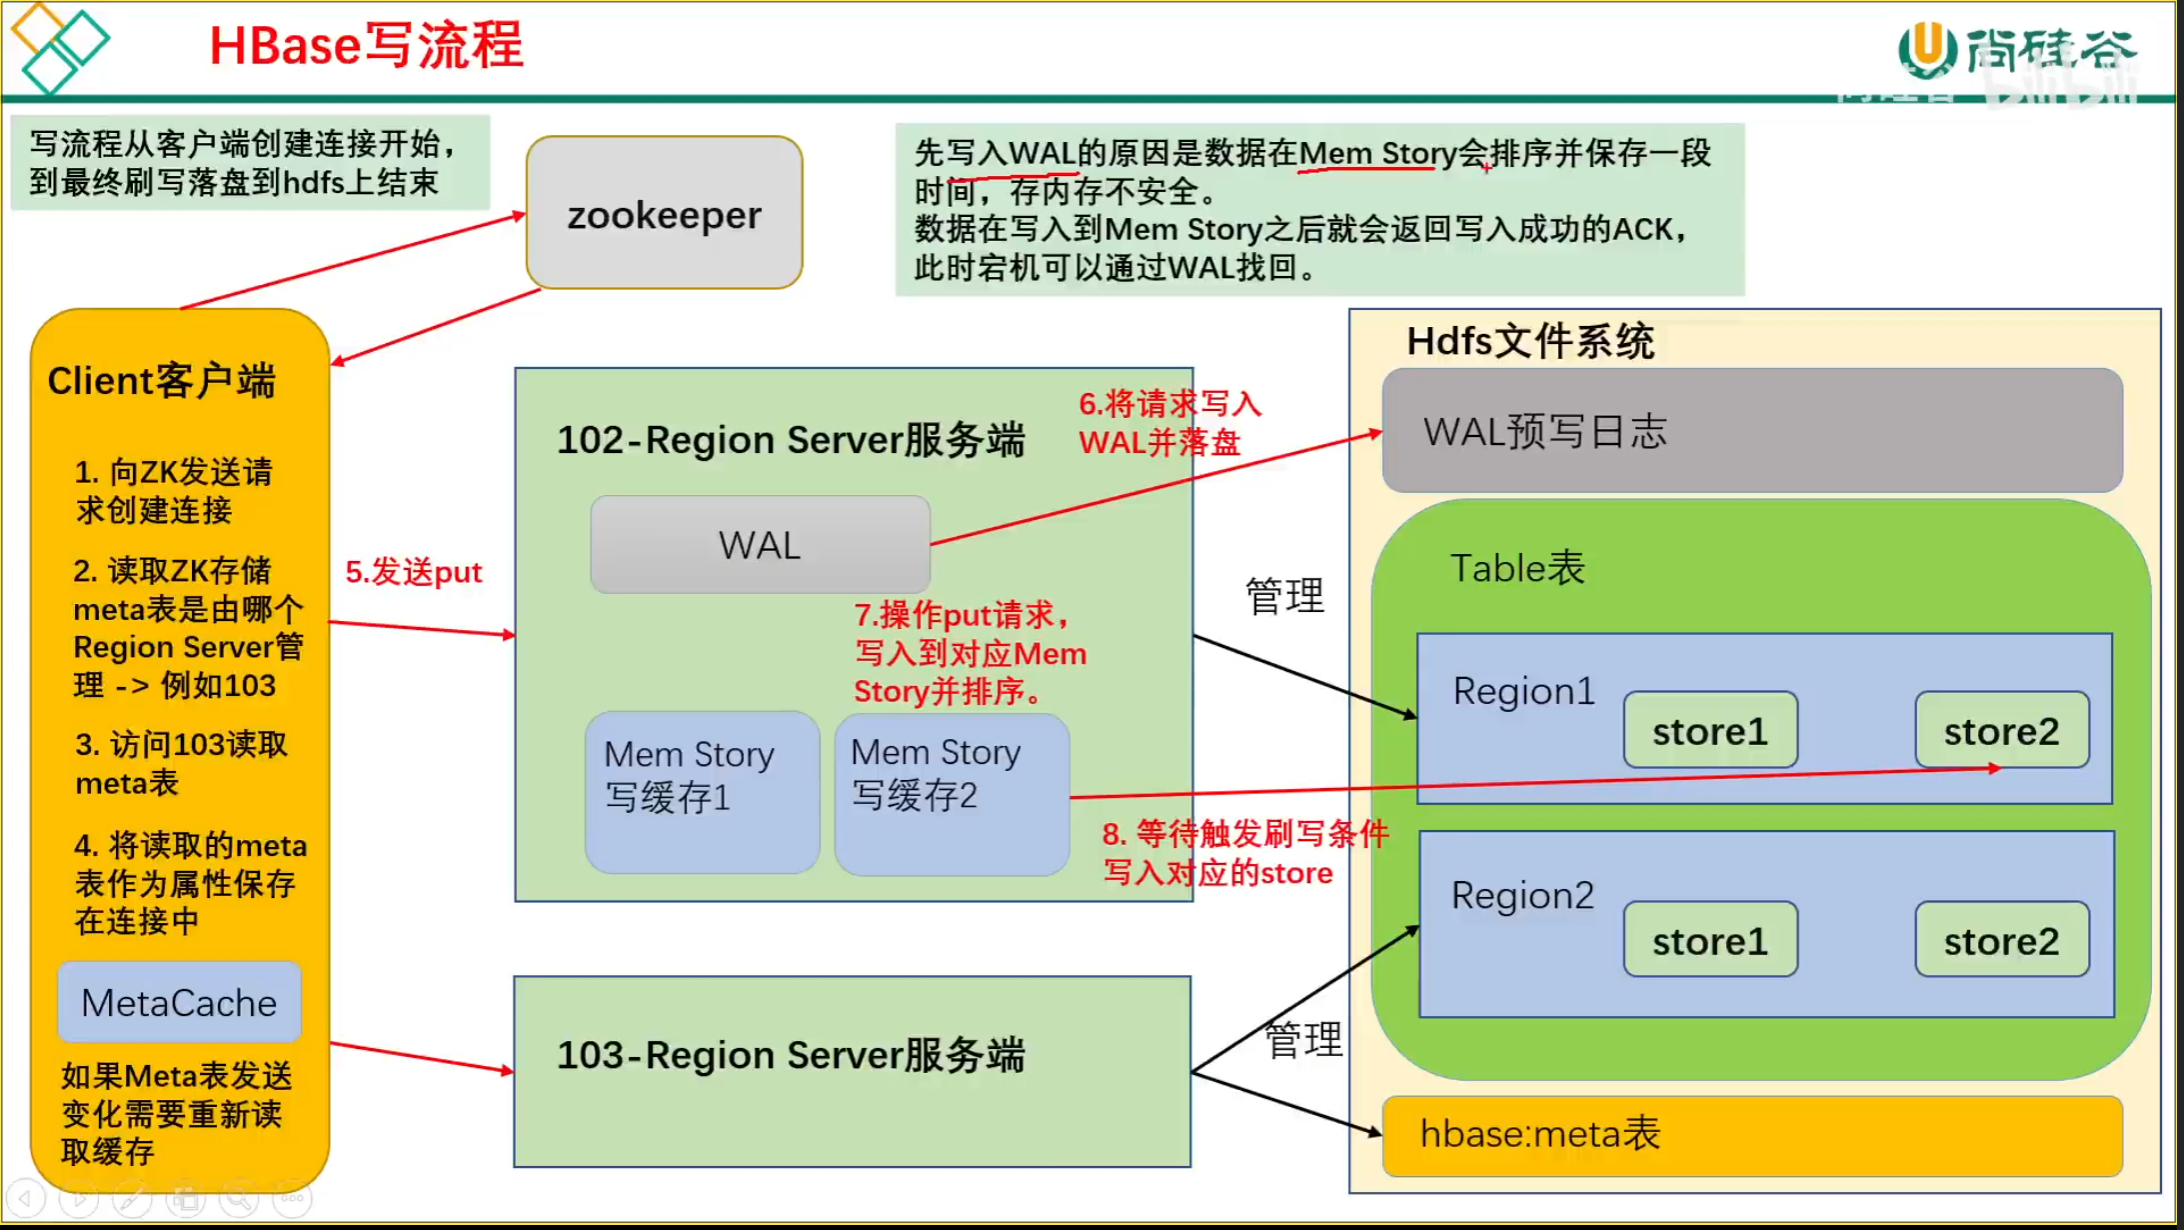 HBase写流程
尚硅谷
bilibili
写流程从客户端创建连接开始，
到最终刷写落盘到hdfs上结束
zookeeper
先写入WAL的原因是数据在Mem Story会排序并保存一段
时间，存内存不安全。
数据在写入到Mem Story之后就会返回写入成功的ACK，
此时宕机可以通过WAL找回。
Client客户端
1. 向ZK发送请
求创建连接
2. 读取ZK存储
meta表是由哪个
Region Server管
理 -> 例如103
3. 访问103读取
meta表
4. 将读取的meta
表作为属性保存
在连接中
MetaCache
如果Meta表发送
变化需要重新读
取缓存
5.发送put
102-Region Server服务端
WAL
6.将请求写入
WAL并落盘
7.操作put请求，
写入到对应Mem
Story并排序。
Mem Story
写缓存1
Mem Story
写缓存2
8. 等待触发刷写条件
写入对应的store
103-Region Server服务端
管理
管理
Hdfs文件系统
WAL预写日志
Table表
Region1
store1
store2
Region2
store1
store2
hbase:meta表